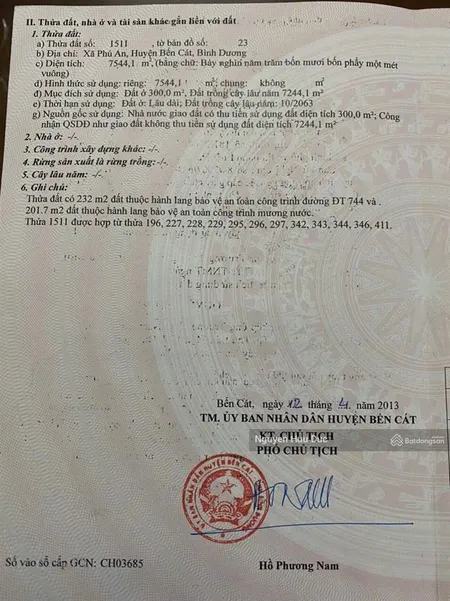 II. Thửa đất, nhà ở và tài sản khác gắn liền với đất
1. Thửa đất:
a) Thửa đất số: 1511 , tờ bản đồ số: 23
b) Địa chỉ: Xã Phú An, Huyện Bến Cát, Bình Dương
c) Diện tích: 7544,1 m², (bằng chữ: Bảy nghìn năm trăm bốn mươi bốn phẩy một mét
vuông)
d) Hình thức sử dụng: riêng: 7544,1 m²; chung: không m²
đ) Mục đích sử dụng: Đất ở 300,0 m², Đất trồng cây lâu năm 7244,1 m²
e) Thời hạn sử dụng: Đất ở: Lâu dài; Đất trồng cây lâu năm: 10/2063
g) Nguồn gốc sử dụng: Nhà nước giao đất có thu tiền sử dụng đất diện tích 300,0 m²; Công
nhận QSDĐ như giao đất không thu tiền sử dụng đất diện tích 7244,1 m²
2. Nhà ở: -/-.
3. Công trình xây dựng khác: -/-.
4. Rừng sản xuất là rừng trồng: -/-.
5. Cây lâu năm: -/-.
6. Ghi chú:
Thửa đất có 232 m2 đất thuộc hành lang bảo vệ an toàn công trình đường ĐT 744 và
201.7 m2 đất thuộc hành lang bảo vệ an toàn công trình mương nước.
Thửa 1511 được hợp từ thửa 196, 227, 228, 229, 295, 296, 297, 342, 343, 344, 346, 411.
Bến Cát, ngày 12 tháng 4 năm 2013
TM. ỦY BAN NHÂN DÂN HUYỆN BẾN CÁT
KT. CHỦ TỊCH
Nguyễn Hữu Đức
PHÓ CHỦ TỊCH
Batdongsan
Số vào sổ cấp GCN: CH03685
Hồ Phương Nam